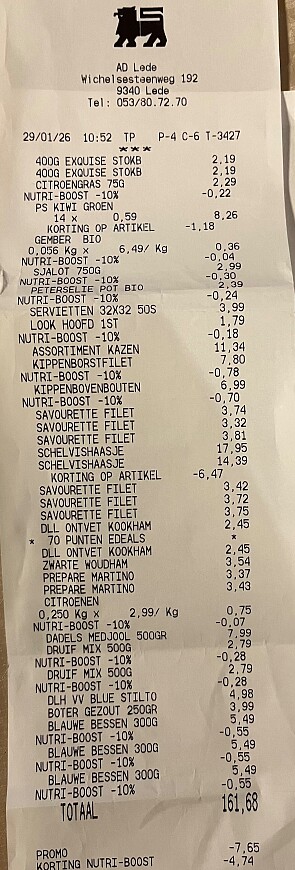 AD Lede
Wichelsesteenweg 192
9340 Lede
Tel: 053/80.72.70
29/01/26 10:52 TP P-4 C-6 T-3427
***
400G EXQUISE STOKB 2,19
400G EXQUISE STOKB 2,19
CITROENGRAS 75G 2,29
NUTRI-BOOST -10% -0,22
PS KIWI GROEN
14 x 0,59 8,26
KORTING OP ARTIKEL -1,18
GEMBER BIO
0,056 Kg x 6,49/ Kg 0,36
NUTRI-BOOST -10% -0,04
SJALOT 750G 2,99
NUTRI-BOOST -10% -0,30
PETERSELIE POT BIO 2,39
NUTRI-BOOST -10% -0,24
SERVIETTEN 32X32 50S 3,99
LOOK HOOFD 1ST 1,79
NUTRI-BOOST -10% -0,18
ASSORTIMENT KAZEN 11,34
KIPPENBORSTFILET 7,80
NUTRI-BOOST -10% -0,78
KIPPENBOVENBOUTEN 6,99
NUTRI-BOOST -10% -0,70
SAVOURETTE FILET 3,74
SAVOURETTE FILET 3,32
SAVOURETTE FILET 3,81
SCHELVISHAASJE 17,95
SCHELVISHAASJE 14,39
KORTING OP ARTIKEL -6,47
SAVOURETTE FILET 3,42
SAVOURETTE FILET 3,72
SAVOURETTE FILET 3,75
DLL ONTVET KOOKHAM 2,45
* 70 PUNTEN EDEALS *
DLL ONTVET KOOKHAM 2,45
ZWARTE WOUDHAM 3,54
PREPARE MARTINO 3,37
PREPARE MARTINO 3,43
CITROENEN
0,250 Kg x 2,99/ Kg 0,75
NUTRI-BOOST -10% -0,07
DADELS MEDJOOL 500GR 7,99
DRUIF MIX 500G 2,79
NUTRI-BOOST -10% -0,28
DRUIF MIX 500G 2,79
NUTRI-BOOST -10% -0,28
DLH VV BLUE STILTO 4,98
BOTER GEZOUT 250GR 3,99
BLAUWE BESSEN 300G 5,49
NUTRI-BOOST -10% -0,55
BLAUWE BESSEN 300G 5,49
NUTRI-BOOST -10% -0,55
BLAUWE BESSEN 300G 5,49
NUTRI-BOOST -10% -0,55
TOTAAL 161,68
PROMO -7,65
KORTING NUTRI-BOOST -4,74